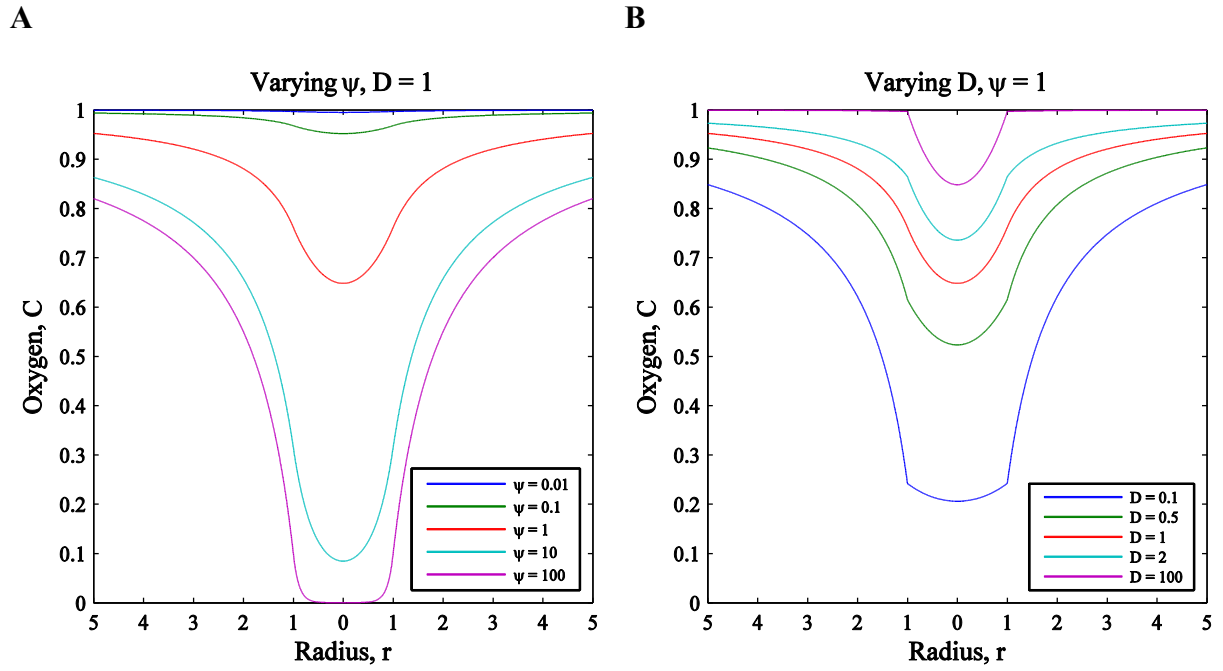 A
Varying ψ, D = 1
1
0.9
0.8
0.7
0.6
0.5
0.4
0.3
0.2
0.1
0
Oxygen, C
ψ = 0.01
ψ = 0.1
ψ = 1
ψ = 10
ψ = 100
5 4 3 2 1 0 1 2 3 4 5
Radius, r
B
Varying D, ψ = 1
1
0.9
0.8
0.7
0.6
0.5
0.4
0.3
0.2
0.1
0
Oxygen, C
D = 0.1
D = 0.5
D = 1
D = 2
D = 100
5 4 3 2 1 0 1 2 3 4 5
Radius, r